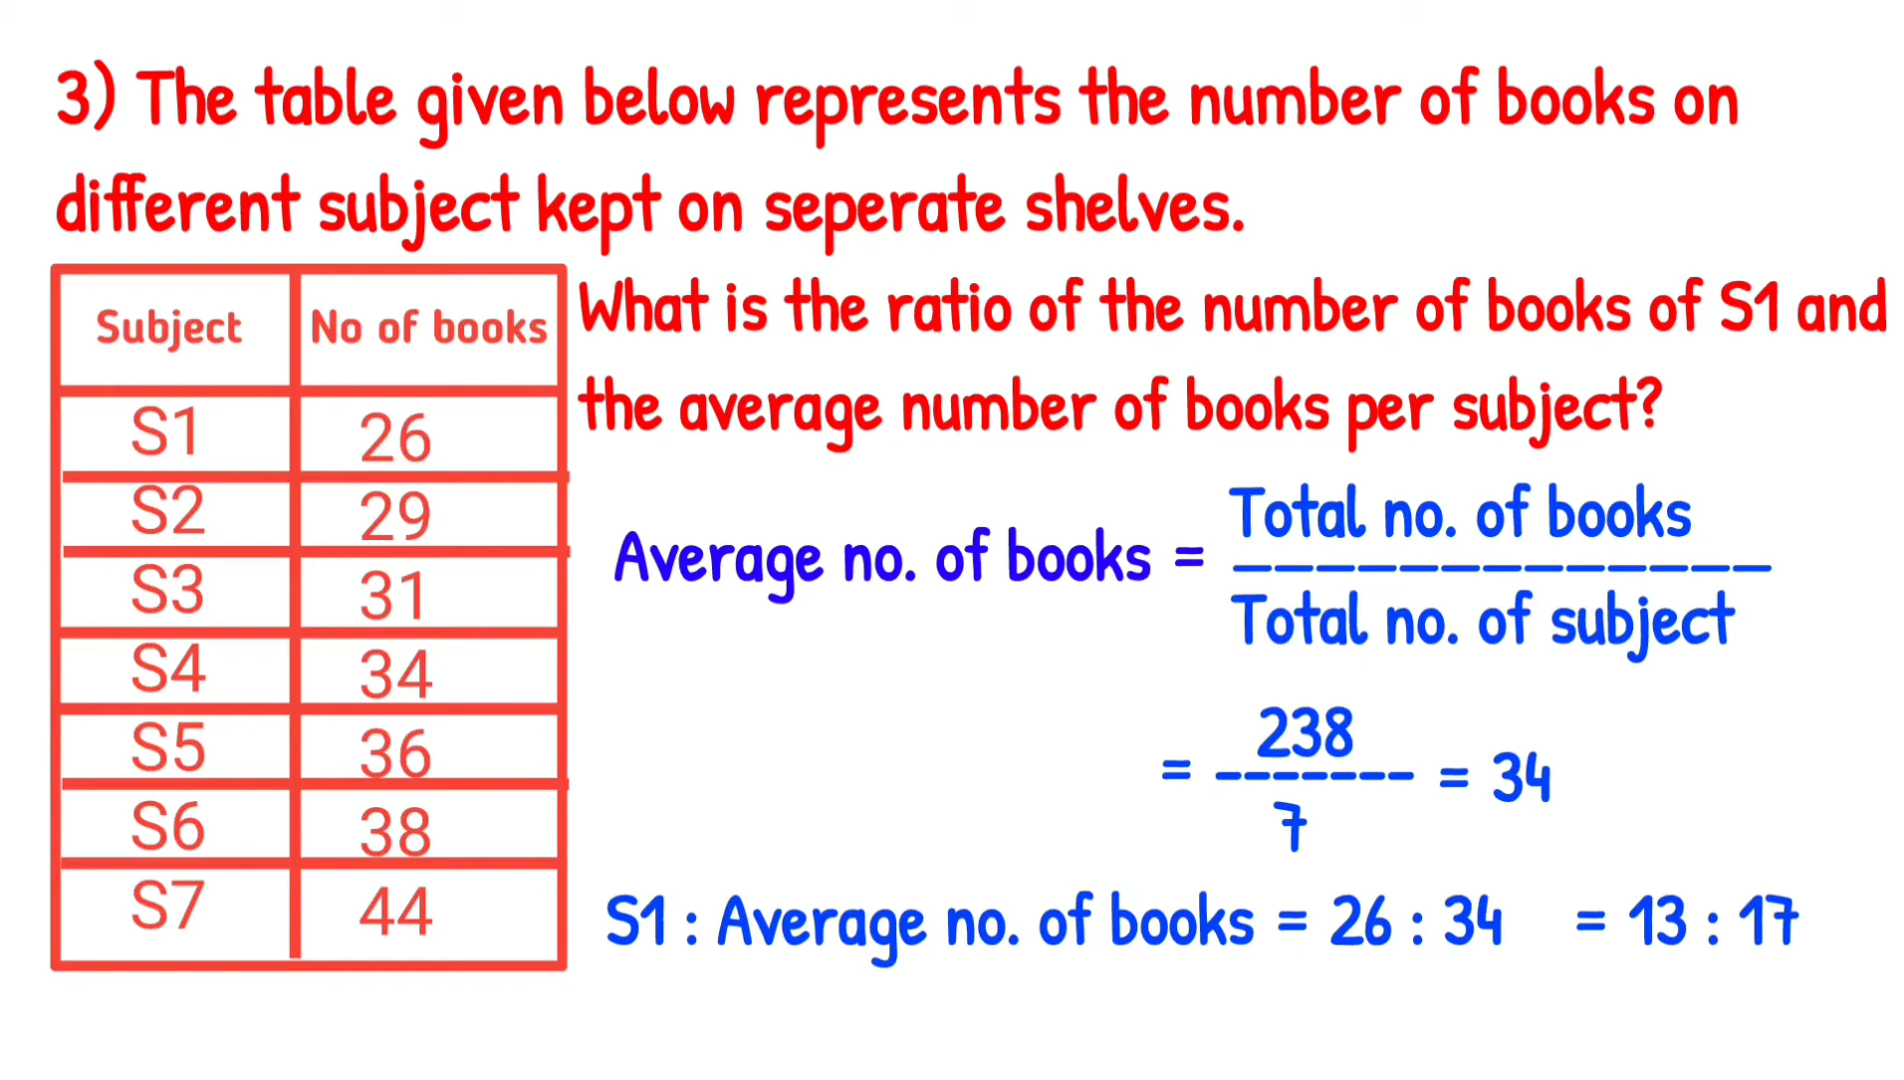 3) The table given below represents the number of books on
different subject kept on seperate shelves.
What is the ratio of the number of books of S1 and
the average number of books per subject?
Subject No of books
S1 26
S2 29
S3 31
S4 34
S5 36
S6 38
S7 44
Average no. of books = Total no. of books
-------------
Total no. of subject
= 238
------- = 34
7
S1 : Average no. of books = 26 : 34 = 13 : 17